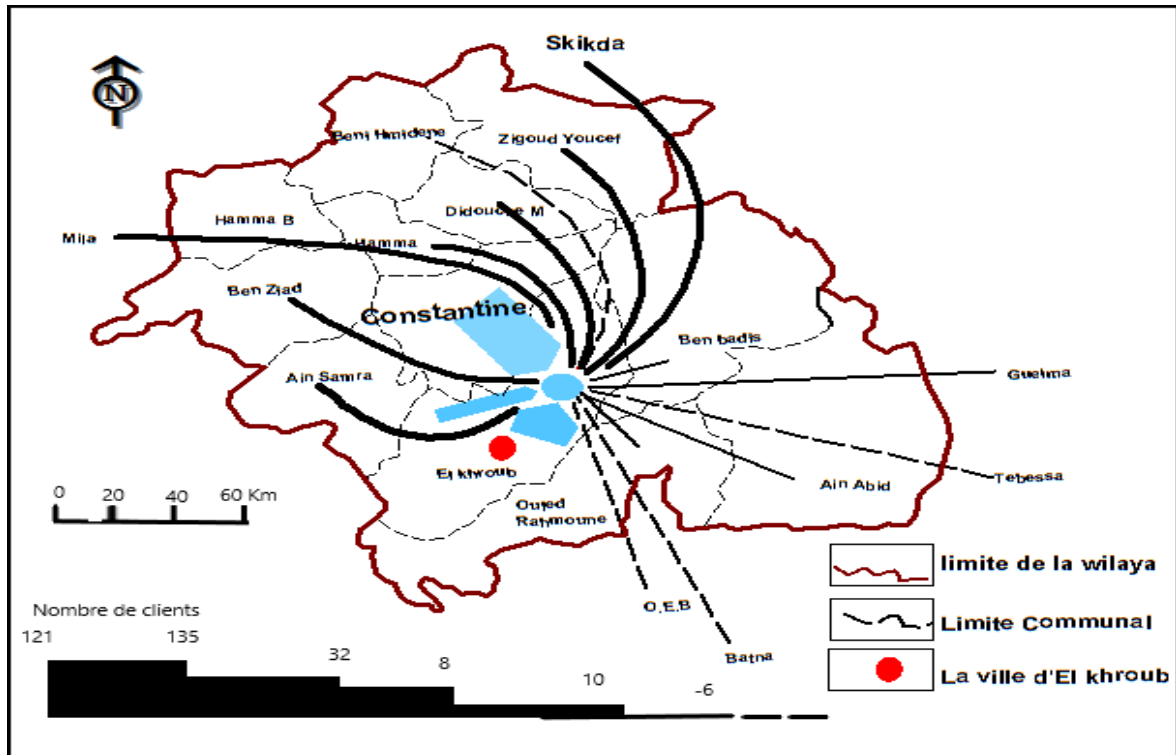 Skikda
N
Beni Hmidene
Zigoud Youcef
Hamma B
Didouche M
Mila
Hamma
Ben Ziad
Constantine
Ben badis
Ain Samra
Guelma
El khroub
Tebessa
Ain Abid
0 20 40 60 Km
Ouled
Rahmoune
limite de la wilaya
O.E.B
Nombre de clients
Limite Communal
121 135 32 8 10 -6
Batna
La ville d'El khroub